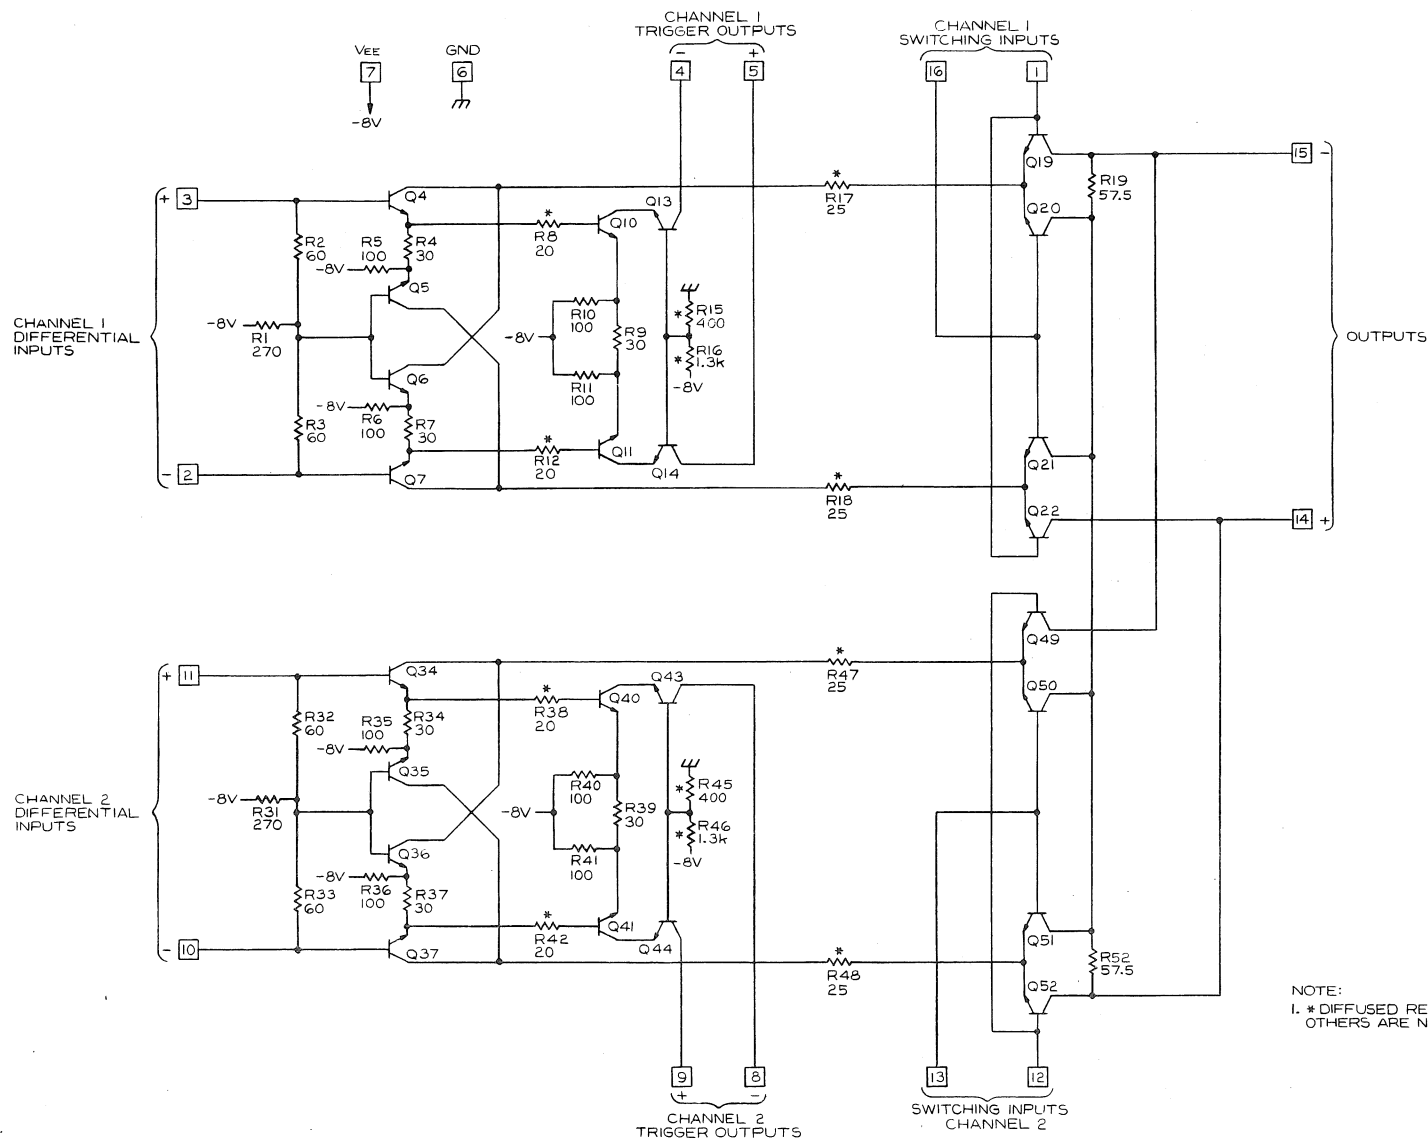 CHANNEL 1
TRIGGER OUTPUTS
- +
4 5
CHANNEL 1
SWITCHING INPUTS
16 1
VEE
7
-8V
GND
6
+ 3
Q4
R2
60
R5
100
-8V
R4
30
Q5
CHANNEL 1
DIFFERENTIAL
INPUTS
-8V
R1
270
Q6
-8V
R6
100
R7
30
R3
60
- 2
Q7
*
R8
20
Q10
Q13
R10
100
-8V
R9
30
R11
100
* R15
400
* R16
1.3k
-8V
*
R12
20
Q11
Q14
*
R17
25
*
R18
25
Q19
Q20
R19
57.5
15 -
OUTPUTS
Q21
Q22
14 +
+ 11
Q34
R32
60
R35
100
-8V
R34
30
Q35
CHANNEL 2
DIFFERENTIAL
INPUTS
-8V
R31
270
Q36
-8V
R36
100
R37
30
R33
60
- 10
Q37
*
R38
20
Q40
Q43
R40
100
-8V
R39
30
R41
100
* R45
400
* R46
1.3k
-8V
*
R42
20
Q41
Q44
*
R47
25
*
R48
25
Q49
Q50
Q51
Q52
R52
57.5
NOTE:
1. * DIFFUSED RE
OTHERS ARE N
9 8
+ -
CHANNEL 2
TRIGGER OUTPUTS
13 12
SWITCHING INPUTS
CHANNEL 2